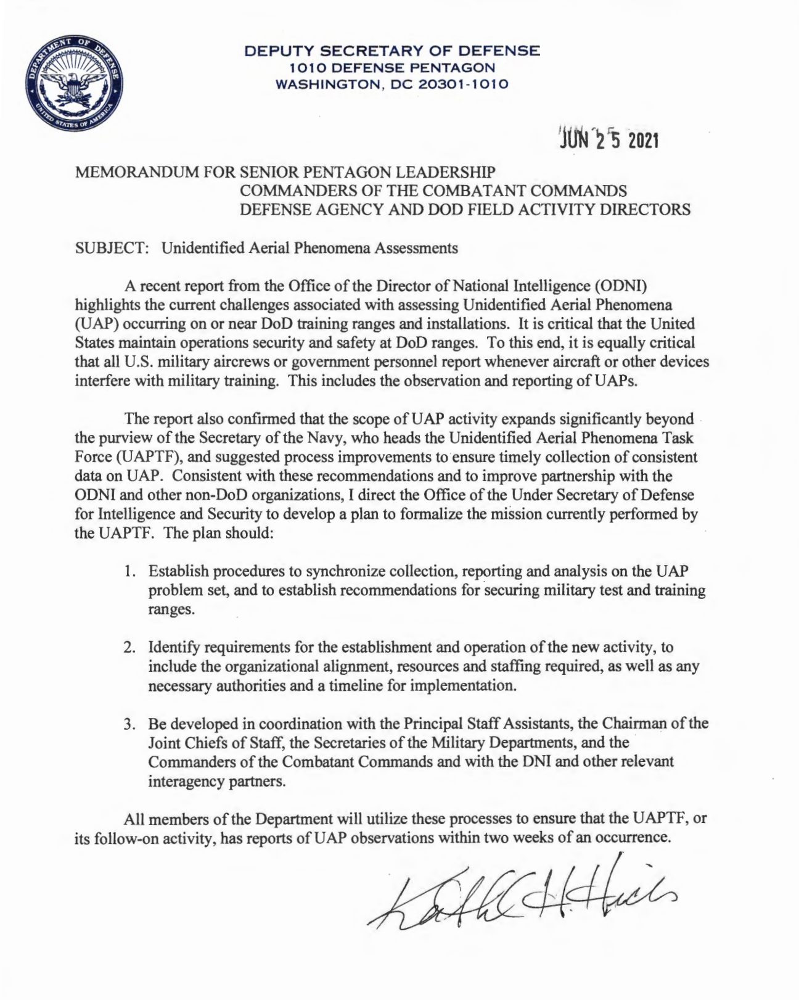 DEPARTMENT OF DEFENSE
UNITED STATES OF AMERICA
DEPUTY SECRETARY OF DEFENSE
1010 DEFENSE PENTAGON
WASHINGTON, DC 20301-1010
JUN 25 2021
MEMORANDUM FOR SENIOR PENTAGON LEADERSHIP
COMMANDERS OF THE COMBATANT COMMANDS
DEFENSE AGENCY AND DOD FIELD ACTIVITY DIRECTORS
SUBJECT: Unidentified Aerial Phenomena Assessments
A recent report from the Office of the Director of National Intelligence (ODNI)
highlights the current challenges associated with assessing Unidentified Aerial Phenomena
(UAP) occurring on or near DoD training ranges and installations. It is critical that the United
States maintain operations security and safety at DoD ranges. To this end, it is equally critical
that all U.S. military aircrews or government personnel report whenever aircraft or other devices
interfere with military training. This includes the observation and reporting of UAPs.
The report also confirmed that the scope of UAP activity expands significantly beyond
the purview of the Secretary of the Navy, who heads the Unidentified Aerial Phenomena Task
Force (UAPTF), and suggested process improvements to ensure timely collection of consistent
data on UAP. Consistent with these recommendations and to improve partnership with the
ODNI and other non-DoD organizations, I direct the Office of the Under Secretary of Defense
for Intelligence and Security to develop a plan to formalize the mission currently performed by
the UAPTF. The plan should:
1. Establish procedures to synchronize collection, reporting and analysis on the UAP
problem set, and to establish recommendations for securing military test and training
ranges.
2. Identify requirements for the establishment and operation of the new activity, to
include the organizational alignment, resources and staffing required, as well as any
necessary authorities and a timeline for implementation.
3. Be developed in coordination with the Principal Staff Assistants, the Chairman of the
Joint Chiefs of Staff, the Secretaries of the Military Departments, and the
Commanders of the Combatant Commands and with the DNI and other relevant
interagency partners.
All members of the Department will utilize these processes to ensure that the UAPTF, or
its follow-on activity, has reports of UAP observations within two weeks of an occurrence.
H. Hicks